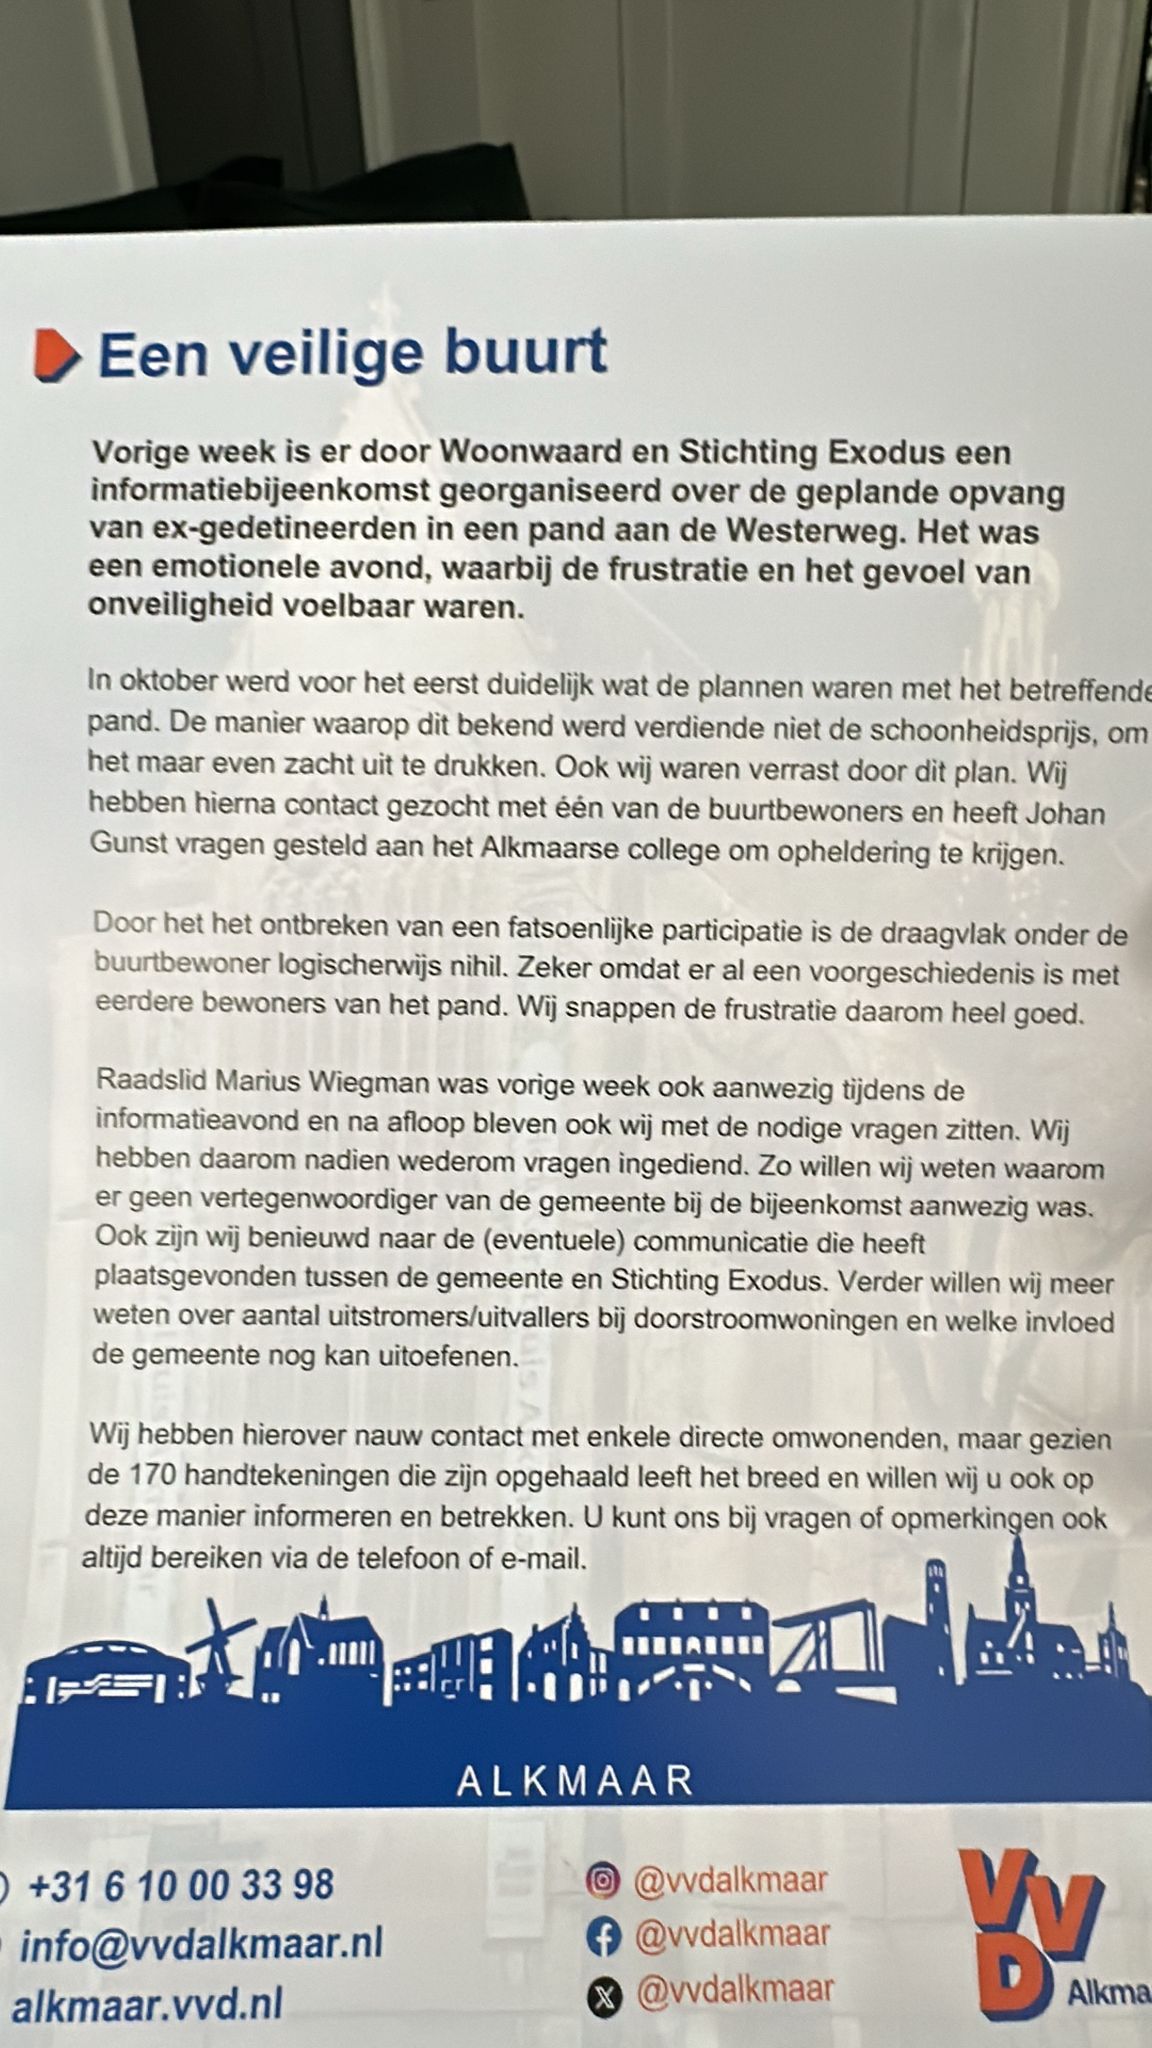 Een veilige buurt
Vorige week is er door Woonwaard en Stichting Exodus een
informatiebijeenkomst georganiseerd over de geplande opvang
van ex-gedetineerden in een pand aan de Westerweg. Het was
een emotionele avond, waarbij de frustratie en het gevoel van
onveiligheid voelbaar waren.
In oktober werd voor het eerst duidelijk wat de plannen waren met het betreffende
pand. De manier waarop dit bekend werd verdiende niet de schoonheidsprijs, om
het maar even zacht uit te drukken. Ook wij waren verrast door dit plan. Wij
hebben hierna contact gezocht met één van de buurtbewoners en heeft Johan
Gunst vragen gesteld aan het Alkmaarse college om opheldering te krijgen.
Door het het ontbreken van een fatsoenlijke participatie is de draagvlak onder de
buurtbewoner logischerwijs nihil. Zeker omdat er al een voorgeschiedenis is met
eerdere bewoners van het pand. Wij snappen de frustratie daarom heel goed.
Raadslid Marius Wiegman was vorige week ook aanwezig tijdens de
informatieavond en na afloop bleven ook wij met de nodige vragen zitten. Wij
hebben daarom nadien wederom vragen ingediend. Zo willen wij weten waarom
er geen vertegenwoordiger van de gemeente bij de bijeenkomst aanwezig was.
Ook zijn wij benieuwd naar de (eventuele) communicatie die heeft
plaatsgevonden tussen de gemeente en Stichting Exodus. Verder willen wij meer
weten over aantal uitstromers/uitvallers bij doorstroomwoningen en welke invloed
de gemeente nog kan uitoefenen.
Wij hebben hierover nauw contact met enkele directe omwonenden, maar gezien
de 170 handtekeningen die zijn opgehaald leeft het breed en willen wij u ook op
deze manier informeren en betrekken. U kunt ons bij vragen of opmerkingen ook
altijd bereiken via de telefoon of e-mail.
ALKMAAR
+31 6 10 00 33 98
info@vvdalkmaar.nl
alkmaar.vvd.nl
@vvdalkmaar
@vvdalkmaar
@vvdalkmaar
VVD
Alkma